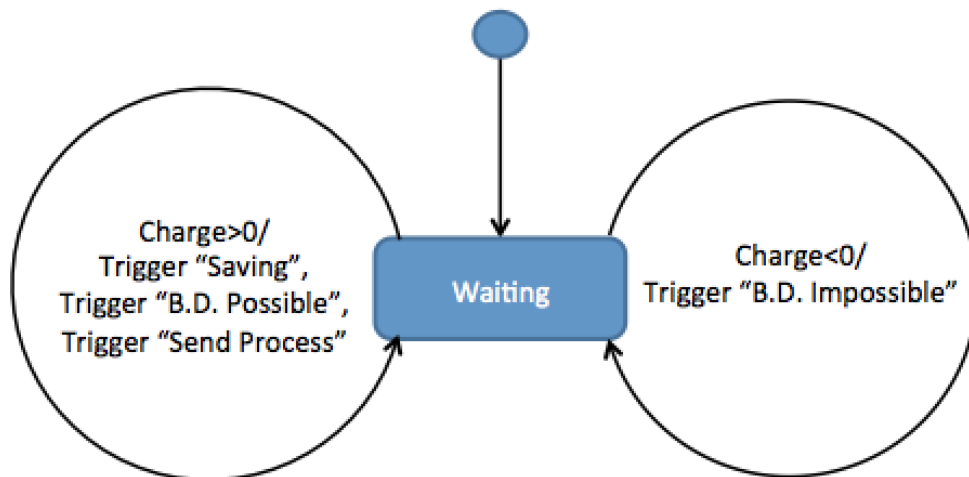 Charge>0/
Trigger “Saving”,
Trigger “B.D. Possible”,
Trigger “Send Process”
Waiting
Charge<0/
Trigger “B.D. Impossible”